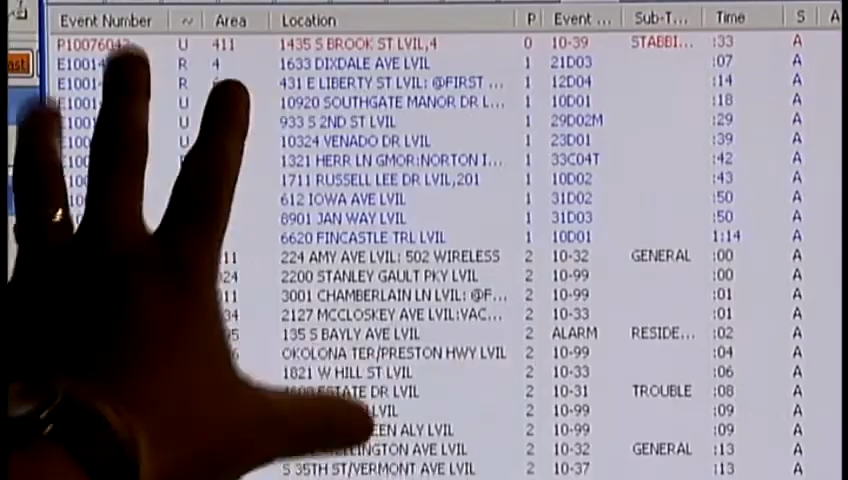 Event Number ~ Area Location P Event ... Sub-T... Time S A
ast
U 411 1435 S BROOK ST LVIL,4 0 10-39 STABBI... :33 A
E1001 R 4 1633 DIXDALE AVE LVIL 1 21D03 :07 A
E1001 R 431 E LIBERTY ST LVIL: @FIRST ... 1 12D04 :14 A
E1001 U 10920 SOUTHGATE MANOR DR L... 1 10D01 :18 A
U 933 S 2ND ST LVIL 1 29D02M :29 A
U 10324 VENADO DR LVIL 1 23D01 :39 A
1321 HERR LN GMOR:NORTON I... 1 33C04T :42 A
1711 RUSSELL LEE DR LVIL,201 1 10D02 :43 A
612 IOWA AVE LVIL 1 31D02 :50 A
8901 JAN WAY LVIL 1 31D03 :50 A
6620 FINCASTLE TRL LVIL 1 10D01 1:14 A
11 224 AMY AVE LVIL: 502 WIRELESS 2 10-32 GENERAL :00 A
24 2200 STANLEY GAULT PKY LVIL 2 10-99 :00 A
11 3001 CHAMBERLAIN LN LVIL: @F... 2 10-99 :01 A
34 2127 MCCLOSKEY AVE LVIL:VAC... 2 10-33 :01 A
135 S BAYLY AVE LVIL 2 ALARM RESIDE... :02 A
OKOLONA TER/PRESTON HWY LVIL 2 10-99 :04 A
1821 W HILL ST LVIL 2 10-33 :06 A
ESTATE DR LVIL 2 10-31 TROUBLE :08 A
LVIL 2 10-99 :09 A
EEN ALY LVIL 2 10-99 :09 A
LINGTON AVE LVIL 2 10-32 GENERAL :13 A
S 35TH ST/VERMONT AVE LVIL 2 10-37 :13 A